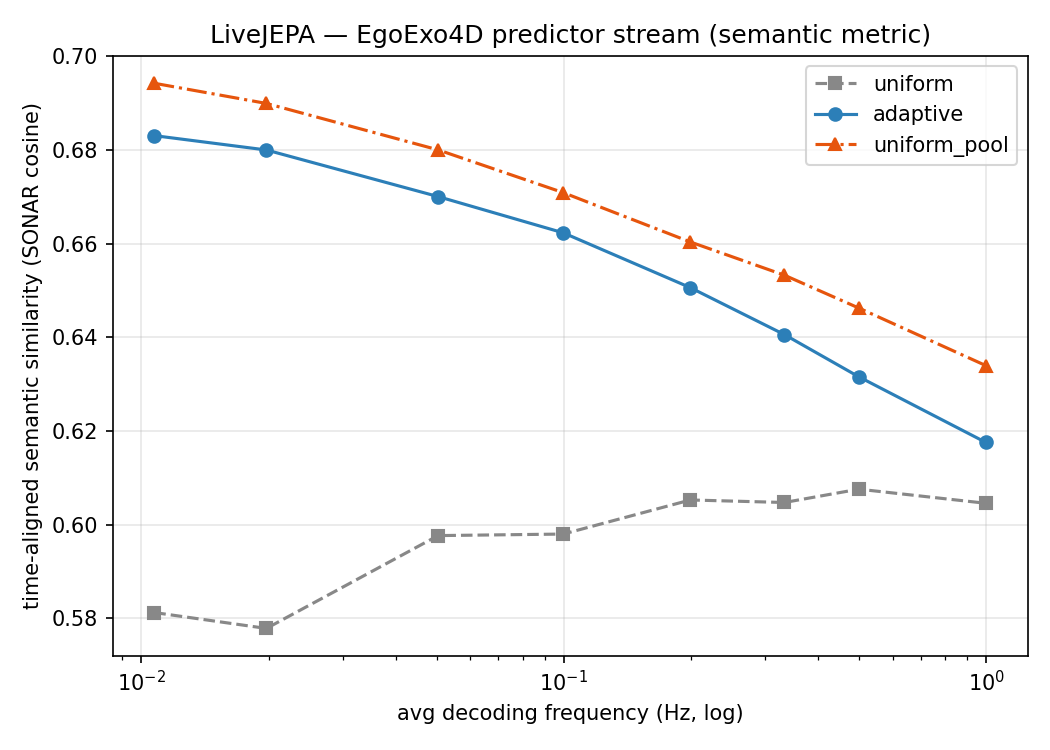 LiveJEPA — EgoExo4D predictor stream (semantic metric)
time-aligned semantic similarity (SONAR cosine)
0.70
0.68
0.66
0.64
0.62
0.60
0.58
uniform
adaptive
uniform_pool
10⁻²
10⁻¹
10⁰
avg decoding frequency (Hz, log)